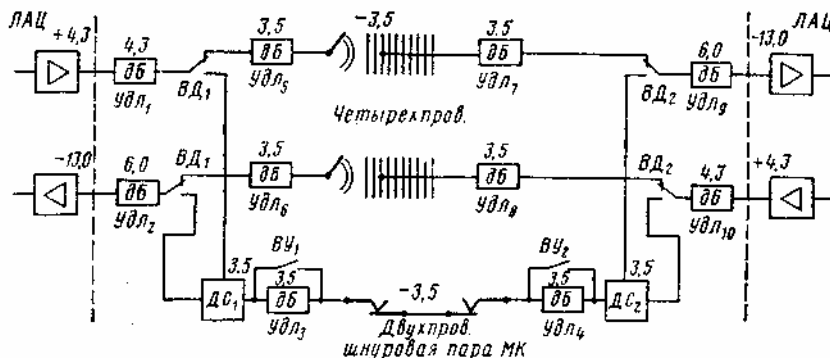 ЛАЦ
+4,3
4,3
дБ
Удл₁
ВД₁
3,5
дБ
Удл₅
-3,5
3,5
дБ
Удл₇
ВД₂
6,0
дБ
Удл₉
-13,0
ЛАЦ
Четырехпров.
-13,0
6,0
дБ
Удл₂
ВД₁
3,5
дБ
Удл₆
3,5
дБ
Удл₈
ВД₂
4,3
дБ
Удл₁₀
+4,3
ДС₁
3.5
ВУ₁
3,5
дБ
Удл₃
-3,5
Двухпров.
шнуровая пара МК
ВУ₂
3,5
дБ
Удл₄
3,5
ДС₂